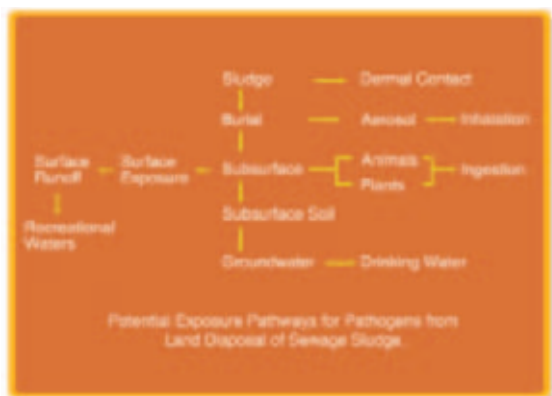 Sludge Dermal Contact
Burial Aerosol Inhalation
Surface Surface Subsurface Animals Ingestion
Runoff Exposure Plants
Recreational Subsurface Soil
Waters
Groundwater Drinking Water
Potential Exposure Pathways for Pathogens from
Land Disposal of Sewage Sludge.